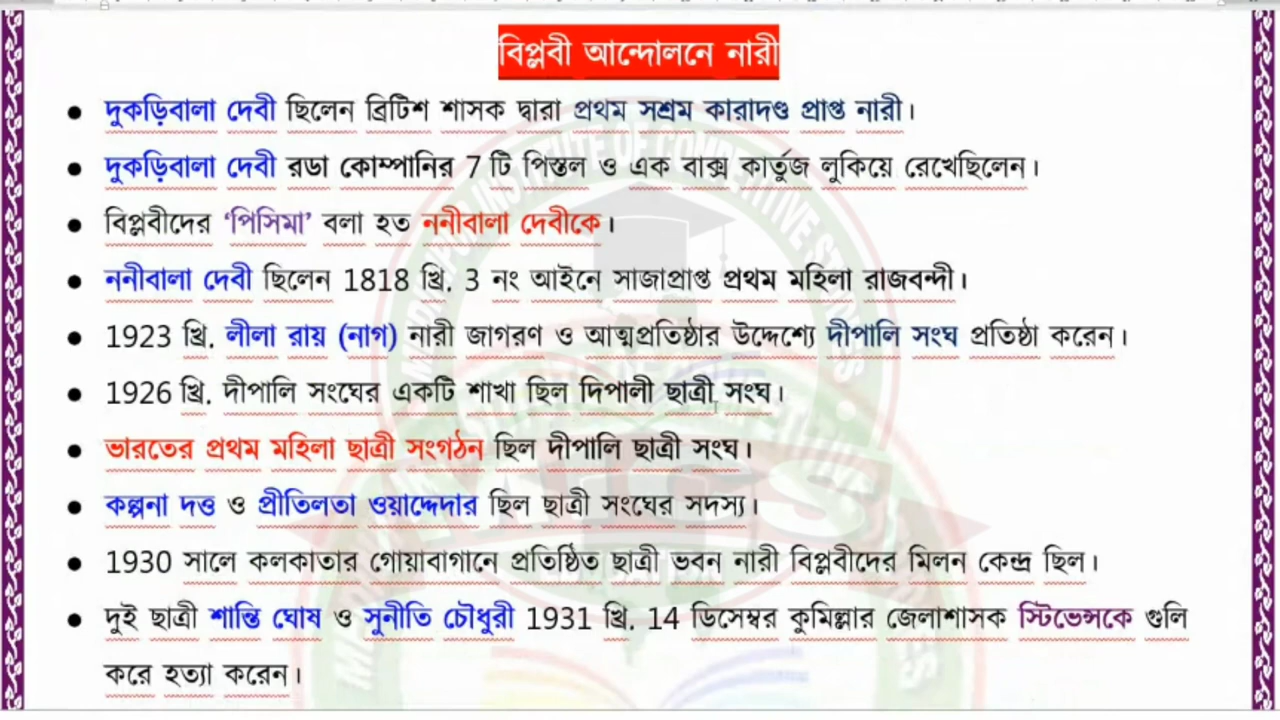 বিপ্লবী আন্দোলনে নারী
• দুকড়িবালা দেবী ছিলেন ব্রিটিশ শাসক দ্বারা প্রথম সশ্রম কারাদণ্ড প্রাপ্ত নারী।
• দুকড়িবালা দেবী রডা কোম্পানির 7 টি পিস্তল ও এক বাক্স কার্তুজ লুকিয়ে রেখেছিলেন।
• বিপ্লবীদের ‘পিসিমা’ বলা হত ননীবালা দেবীকে।
• ননীবালা দেবী ছিলেন 1818 খ্রি. 3 নং আইনে সাজাপ্রাপ্ত প্রথম মহিলা রাজবন্দী।
• 1923 খ্রি. লীলা রায় (নাগ) নারী জাগরণ ও আত্মপ্রতিষ্ঠার উদ্দেশ্যে দীপালি সংঘ প্রতিষ্ঠা করেন।
• 1926 খ্রি. দীপালি সংঘের একটি শাখা ছিল দিপালী ছাত্রী সংঘ।
• ভারতের প্রথম মহিলা ছাত্রী সংগঠন ছিল দীপালি ছাত্রী সংঘ।
• কল্পনা দত্ত ও প্রীতিলতা ওয়াদ্দেদার ছিল ছাত্রী সংঘের সদস্য।
• 1930 সালে কলকাতার গোয়াবাগানে প্রতিষ্ঠিত ছাত্রী ভবন নারী বিপ্লবীদের মিলন কেন্দ্র ছিল।
• দুই ছাত্রী শান্তি ঘোষ ও সুনীতি চৌধুরী 1931 খ্রি. 14 ডিসেম্বর কুমিল্লার জেলাশাসক স্টিভেন্সকে গুলি
করে হত্যা করেন।